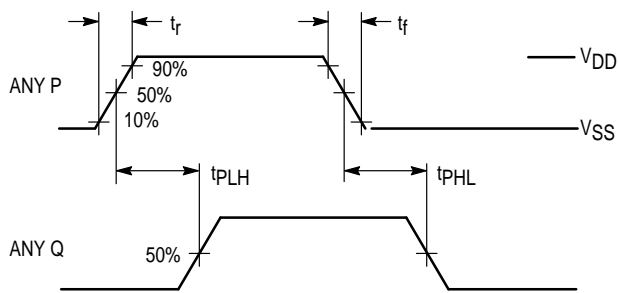 tr
tf
ANY P
90%
50%
10%
VDD
VSS
tPLH
tPHL
ANY Q
50%